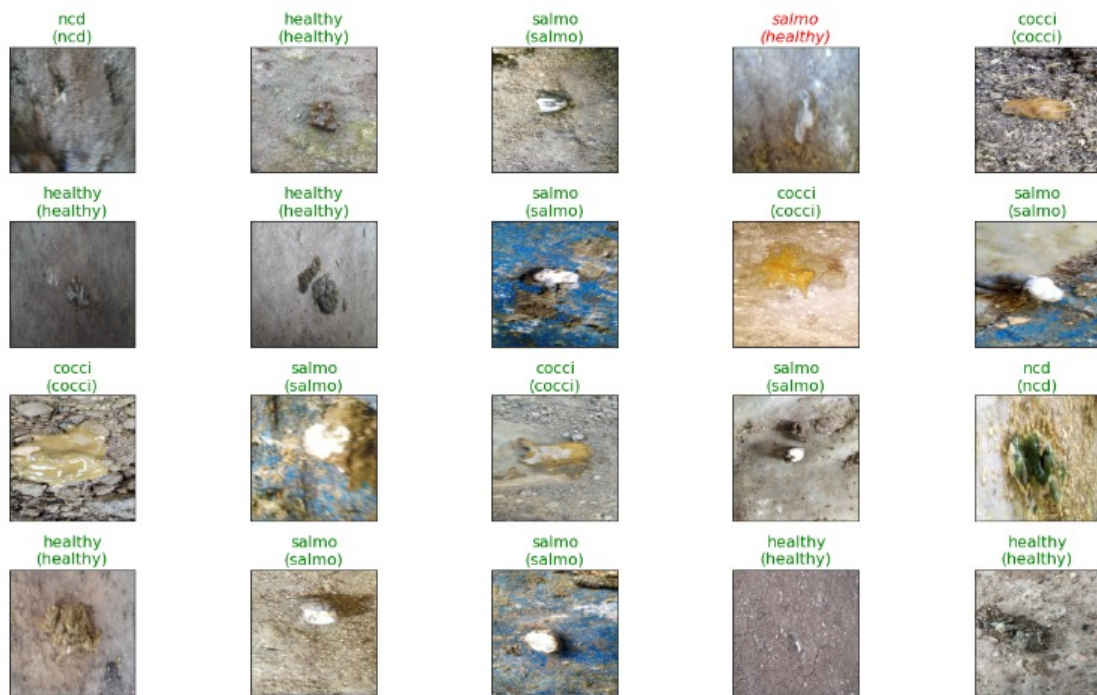 ncd
(ncd)
healthy
(healthy)
salmo
(salmo)
salmo
(healthy)
cocci
(cocci)
healthy
(healthy)
healthy
(healthy)
salmo
(salmo)
cocci
(cocci)
salmo
(salmo)
cocci
(cocci)
salmo
(salmo)
cocci
(cocci)
salmo
(salmo)
ncd
(ncd)
healthy
(healthy)
salmo
(salmo)
salmo
(salmo)
healthy
(healthy)
healthy
(healthy)